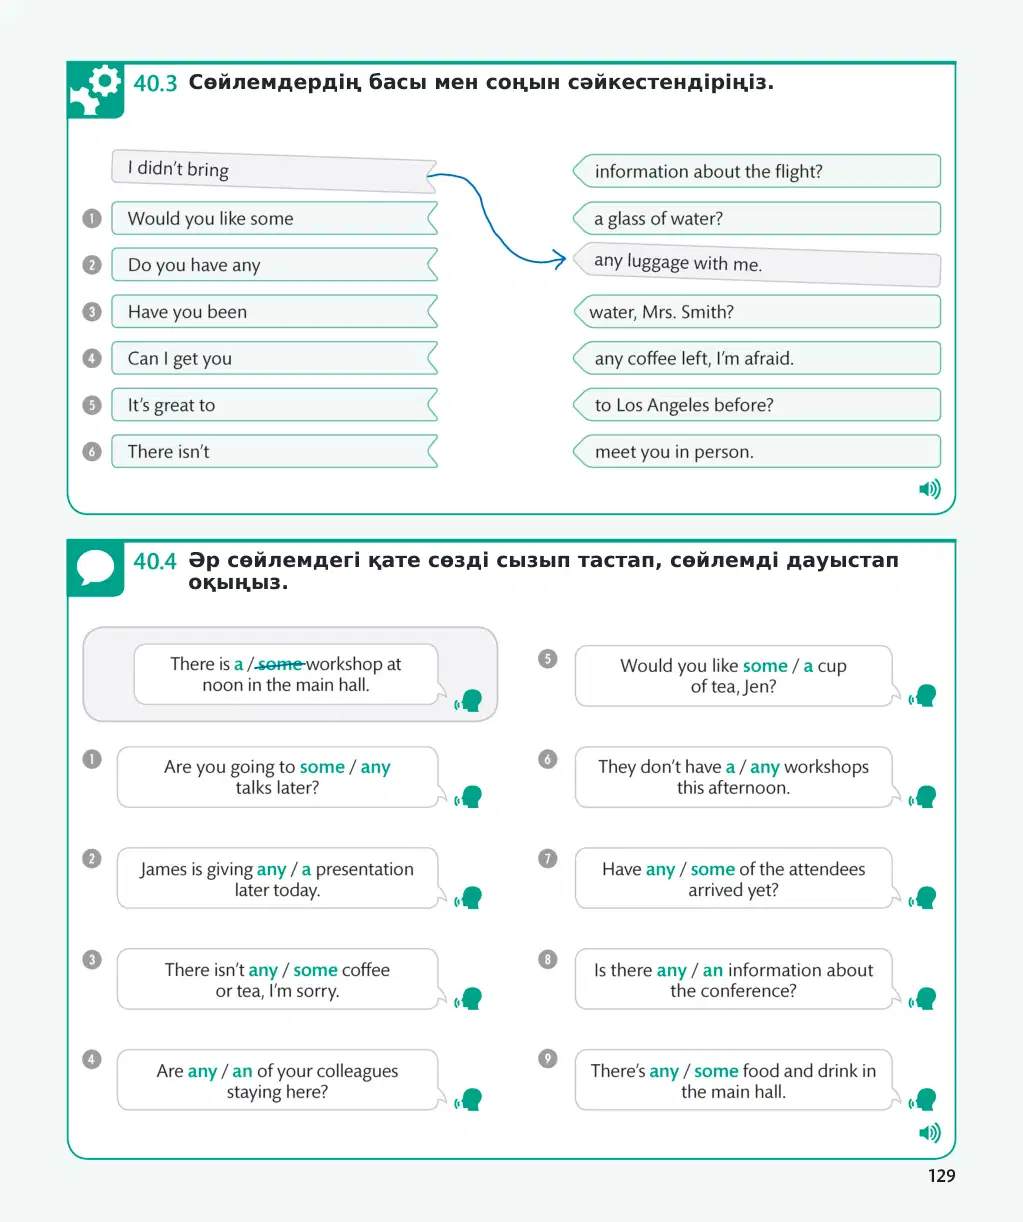 40.3 Сөйлемдердің басы мен соңын сәйкестендіріңіз.
I didn't bring
1 Would you like some
2 Do you have any
3 Have you been
4 Can I get you
5 It's great to
6 There isn't
information about the flight?
a glass of water?
any luggage with me.
water, Mrs. Smith?
any coffee left, I'm afraid.
to Los Angeles before?
meet you in person.
40.4 Әр сөйлемдегі қате сөзді сызып тастап, сөйлемді дауыстап
оқыңыз.
There is a / some workshop at
noon in the main hall.
1 Are you going to some / any
talks later?
2 James is giving any / a presentation
later today.
3 There isn't any / some coffee
or tea, I'm sorry.
4 Are any / an of your colleagues
staying here?
5 Would you like some / a cup
of tea, Jen?
6 They don't have a / any workshops
this afternoon.
7 Have any / some of the attendees
arrived yet?
8 Is there any / an information about
the conference?
9 There's any / some food and drink in
the main hall.
129